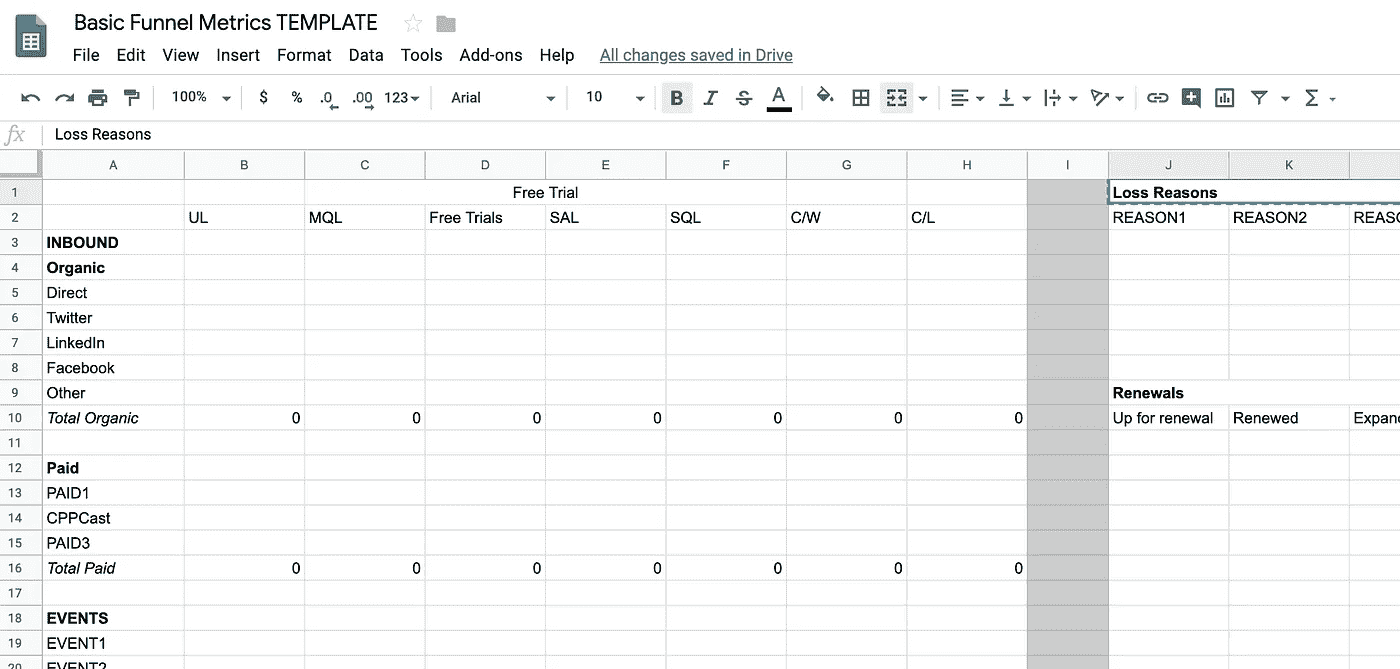 Basic Funnel Metrics TEMPLATE
File Edit View Insert Format Data Tools Add-ons Help All changes saved in Drive
100% $ % .0 .00 123 Arial 10 B I S A Σ
fx Loss Reasons
A B C D E F G H I J K
1 Free Trial Loss Reasons
2 UL MQL Free Trials SAL SQL C/W C/L REASON1 REASON2 REASO
3 INBOUND
4 Organic
5 Direct
6 Twitter
7 LinkedIn
8 Facebook
9 Other Renewals
10 Total Organic 0 0 0 0 0 0 0 Up for renewal Renewed Expan
11
12 Paid
13 PAID1
14 CPPCast
15 PAID3
16 Total Paid 0 0 0 0 0 0 0
17
18 EVENTS
19 EVENT1
20 EVENT2